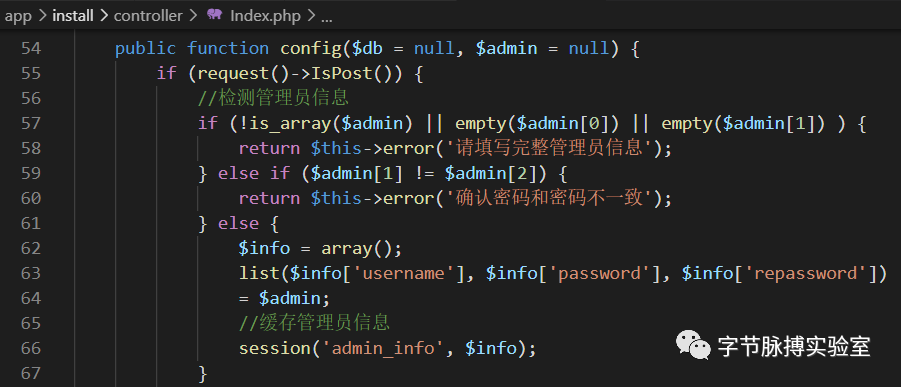 app > install > controller > Index.php > ...
54 public function config($db = null, $admin = null) {
55 if (request()->IsPost()) {
56 //检测管理员信息
57 if (!is_array($admin) || empty($admin[0]) || empty($admin[1]) ) {
58 return $this->error('请填写完整管理员信息');
59 } else if ($admin[1] != $admin[2]) {
60 return $this->error('确认密码和密码不一致');
61 } else {
62 $info = array();
63 list($info['username'], $info['password'], $info['repassword'])
64 = $admin;
65 //缓存管理员信息
66 session('admin_info', $info);
67 }
字节脉搏实验室